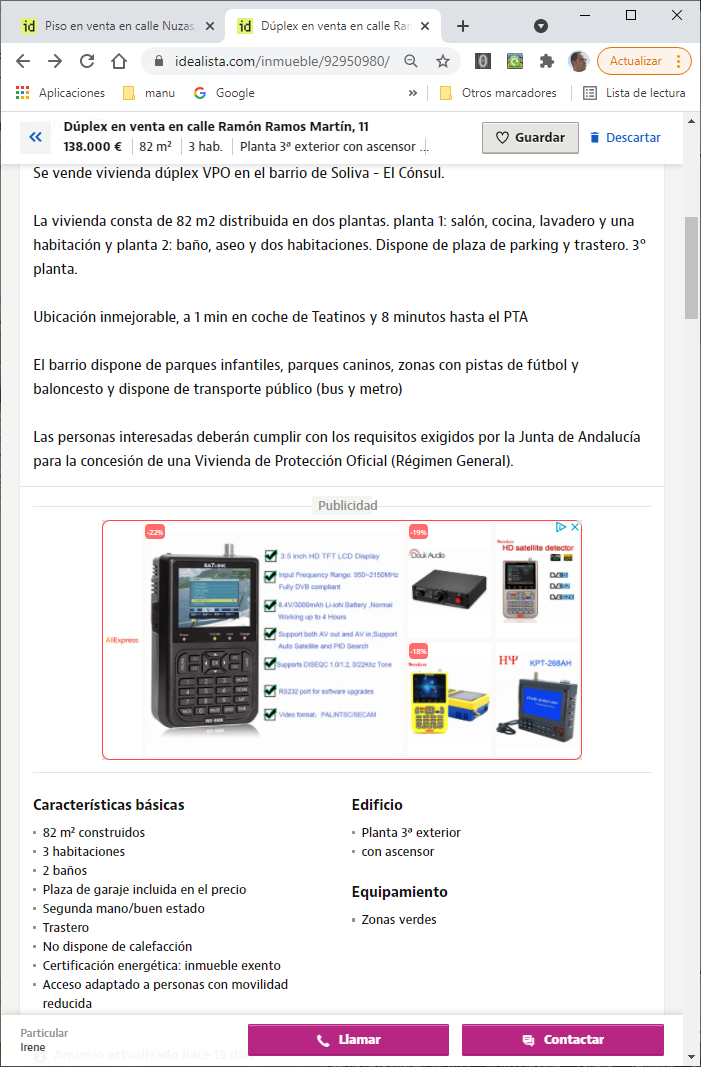 Piso en venta en calle Nuzas
Dúplex en venta en calle Ram
idealista.com/inmueble/92950980/
Actualizar
Aplicaciones
manu
Google
»
Otros marcadores
Lista de lectura
Dúplex en venta en calle Ramón Ramos Martín, 11
138.000 € 82 m² 3 hab. Planta 3ª exterior con ascensor ...
Guardar
Descartar
Se vende vivienda dúplex VPO en el barrio de Soliva - El Cónsul.
La vivienda consta de 82 m2 distribuida en dos plantas. planta 1: salón, cocina, lavadero y una
habitación y planta 2: baño, aseo y dos habitaciones. Dispone de plaza de parking y trastero. 3º
planta.
Ubicación inmejorable, a 1 min en coche de Teatinos y 8 minutos hasta el PTA
El barrio dispone de parques infantiles, parques caninos, zonas con pistas de fútbol y
baloncesto y dispone de transporte público (bus y metro)
Las personas interesadas deberán cumplir con los requisitos exigidos por la Junta de Andalucía
para la concesión de una Vivienda de Protección Oficial (Régimen General).
Publicidad
AliExpress
-22%
SATLINK
3.5 inch HD TFT LCD Display
Input Frequency Range: 950~2150MHz
Fully DVB compliant
8.4V/3000mAh Li-ioN Battery ,Normal
Working up to 4 Hours
Support both AV out and AV in,Support
Auto Satellite and PID Search
Supports DISEQC 1.0/1.2, 0/22Khz Tone
RS232 port for software upgrades
Video format: PAL/NTSC/SECAM
-19%
Douk Audio
HD satellite detector
-18%
KPT-268AH
Características básicas
82 m² construidos
3 habitaciones
2 baños
Plaza de garaje incluida en el precio
Segunda mano/buen estado
Trastero
No dispone de calefacción
Certificación energética: inmueble exento
Acceso adaptado a personas con movilidad
reducida
Edificio
Planta 3ª exterior
con ascensor
Equipamiento
Zonas verdes
Particular
Irene
Llamar
Contactar
Anuncio actualizado hace 19 d